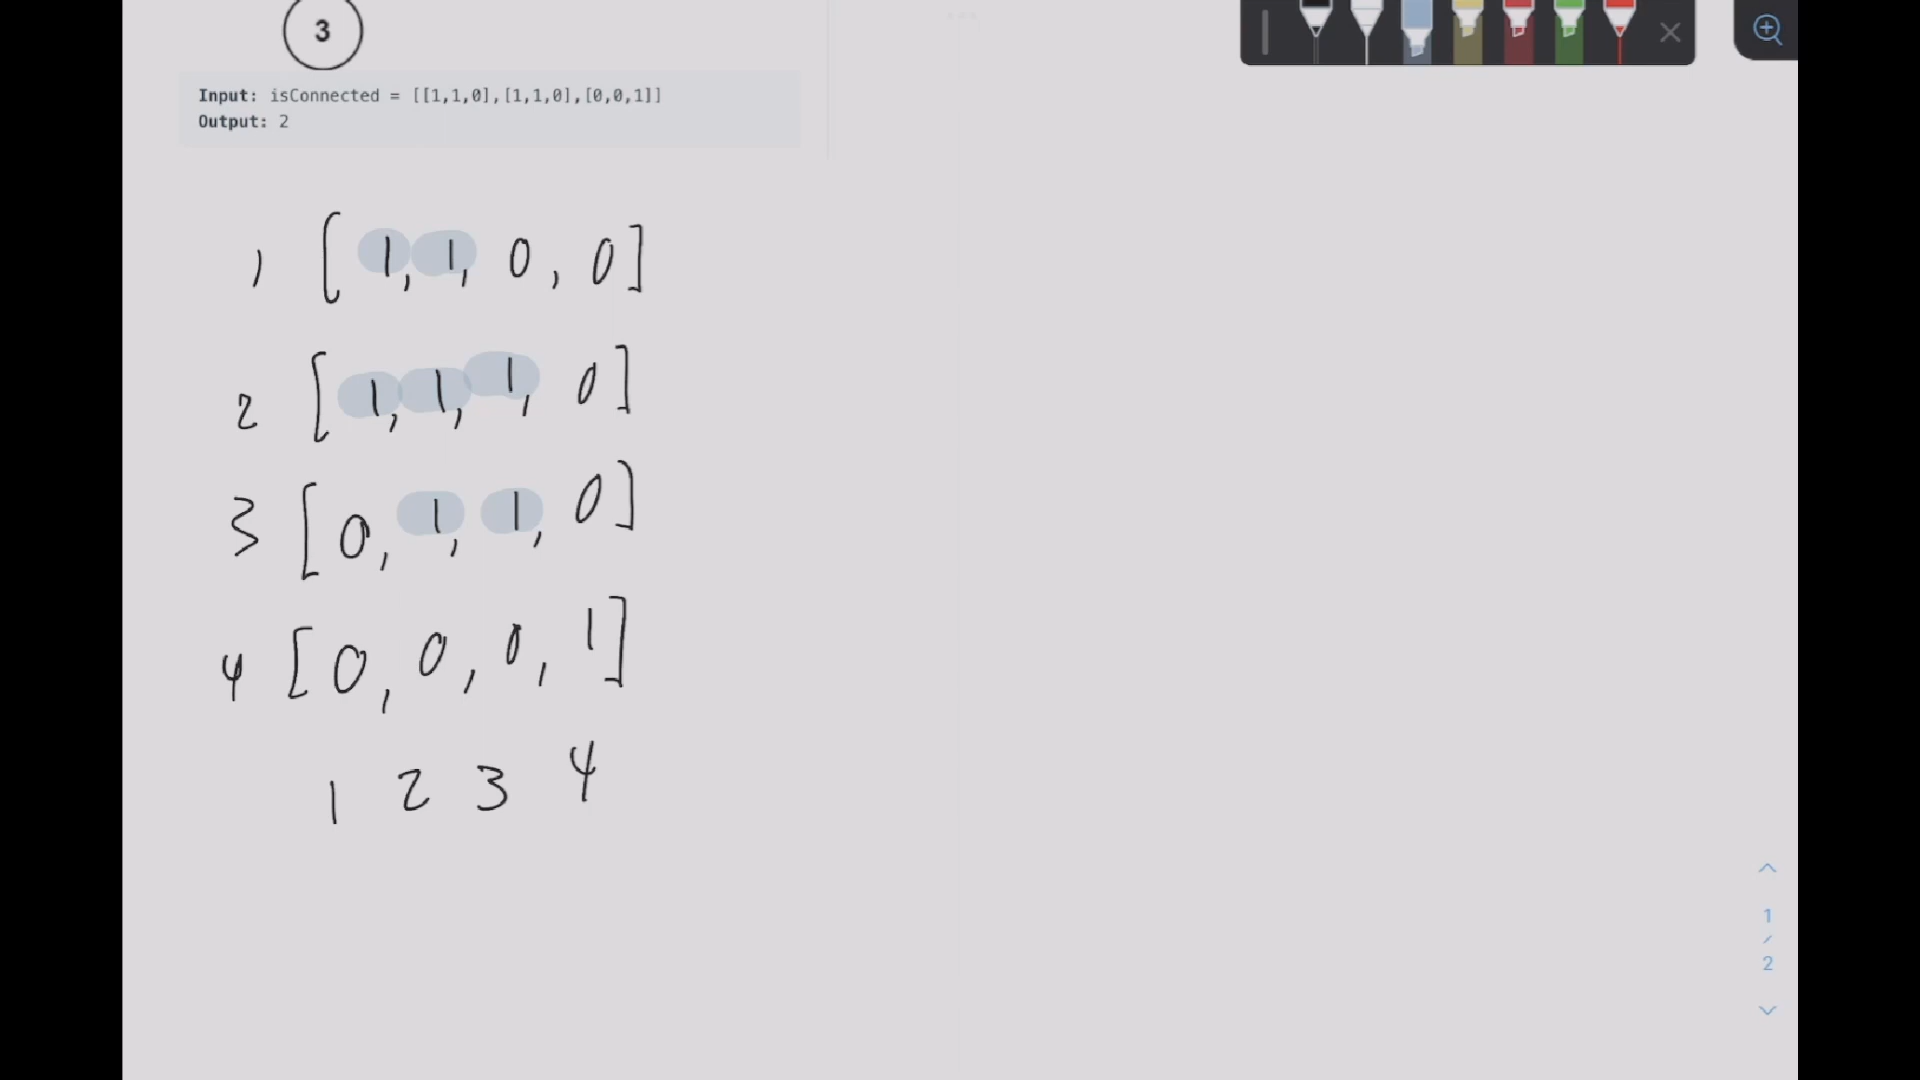 3
Input: isConnected = [[1,1,0],[1,1,0],[0,0,1]]
Output: 2
1 [1, 1, 0, 0]
2 [1, 1, 1, 0]
3 [0, 1, 1, 0]
4 [0, 0, 0, 1]
1 2 3 4
1
/
2